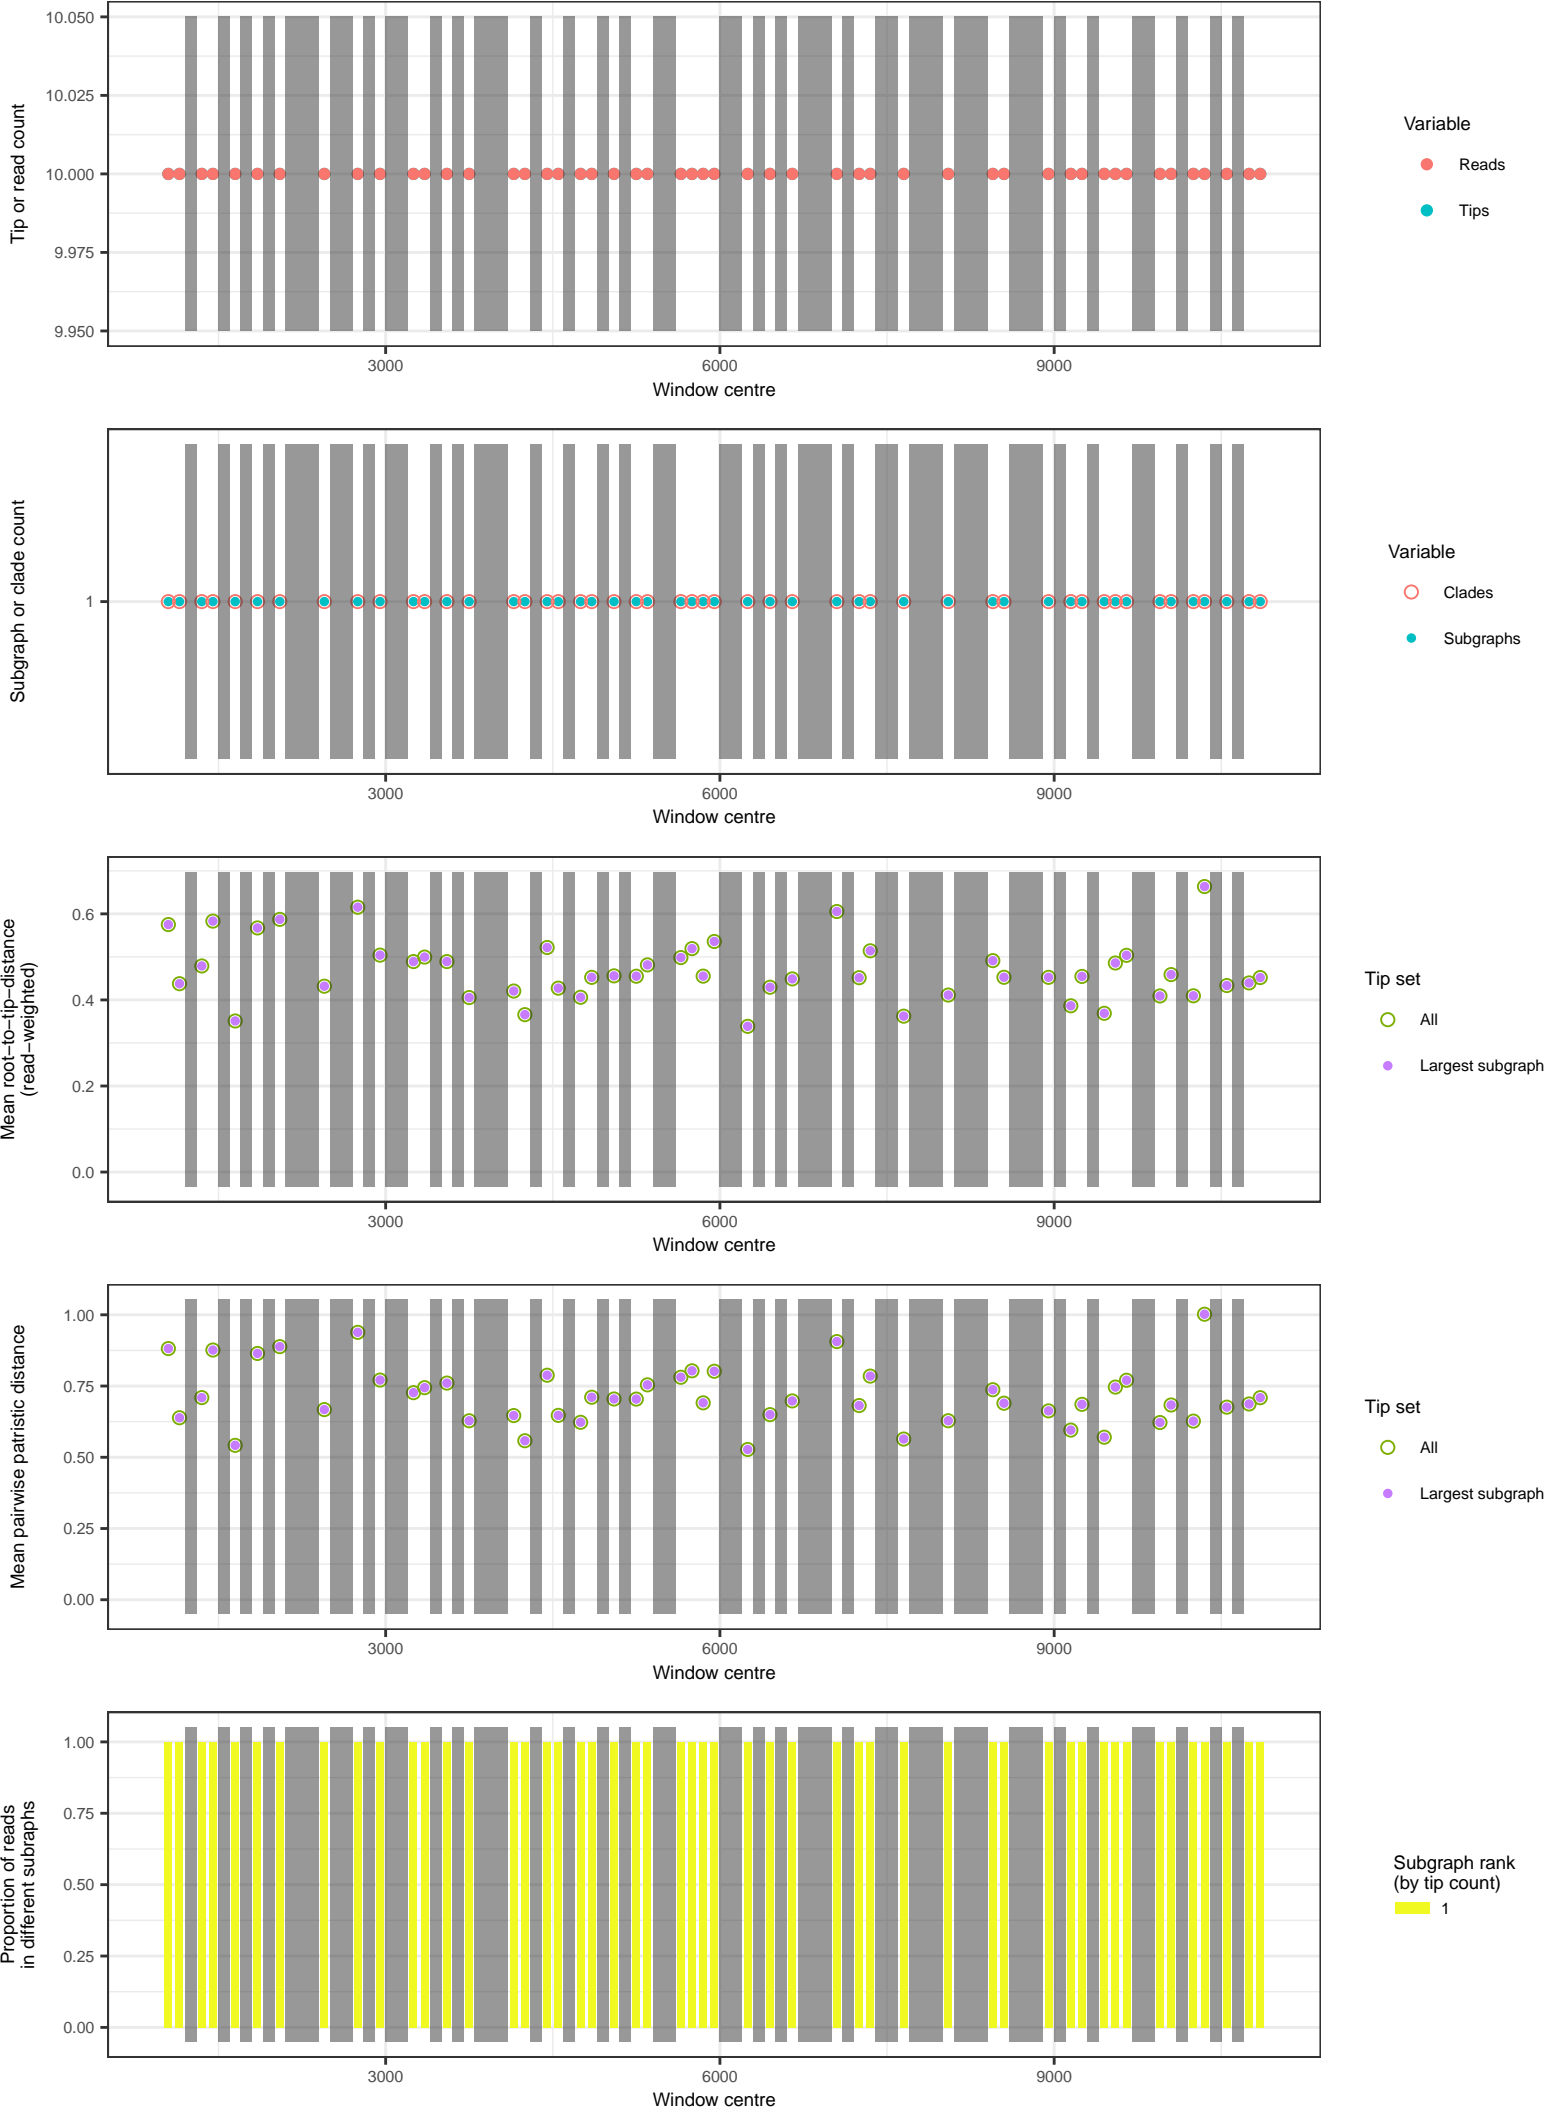 10.050
10.025
10.000
9.975
9.950
Tip or read count
3000
6000
9000
Window centre
Variable
Reads
Tips
1
Subgraph or clade count
3000
6000
9000
Window centre
Variable
Clades
Subgraphs
0.6
0.4
0.2
0.0
Mean root−to−tip−distance
(read−weighted)
3000
6000
9000
Window centre
Tip set
All
Largest subgraph
1.00
0.75
0.50
0.25
0.00
Mean pairwise patristic distance
3000
6000
9000
Window centre
Tip set
All
Largest subgraph
1.00
0.75
0.50
0.25
0.00
Proportion of reads
in different subraphs
3000
6000
9000
Window centre
Subgraph rank
(by tip count)
1